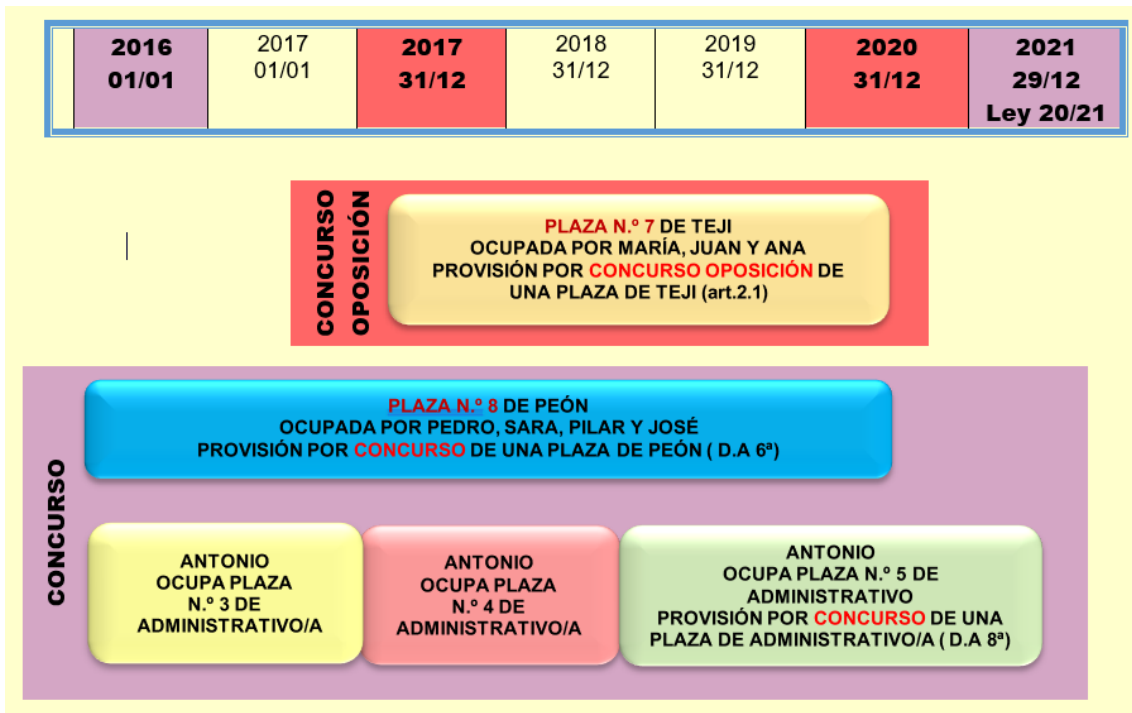 2016
01/01
2017
01/01
2017
31/12
2018
31/12
2019
31/12
2020
31/12
2021
29/12
Ley 20/21
CONCURSO
OPOSICIÓN
PLAZA N.º 7 DE TEJI
OCUPADA POR MARÍA, JUAN Y ANA
PROVISIÓN POR CONCURSO OPOSICIÓN DE
UNA PLAZA DE TEJI (art.2.1)
CONCURSO
PLAZA N.º 8 DE PEÓN
OCUPADA POR PEDRO, SARA, PILAR Y JOSÉ
PROVISIÓN POR CONCURSO DE UNA PLAZA DE PEÓN ( D.A 6ª)
ANTONIO
OCUPA PLAZA
N.º 3 DE
ADMINISTRATIVO/A
ANTONIO
OCUPA PLAZA
N.º 4 DE
ADMINISTRATIVO/A
ANTONIO
OCUPA PLAZA N.º 5 DE
ADMINISTRATIVO
PROVISIÓN POR CONCURSO DE UNA
PLAZA DE ADMINISTRATIVO/A ( D.A 8ª)